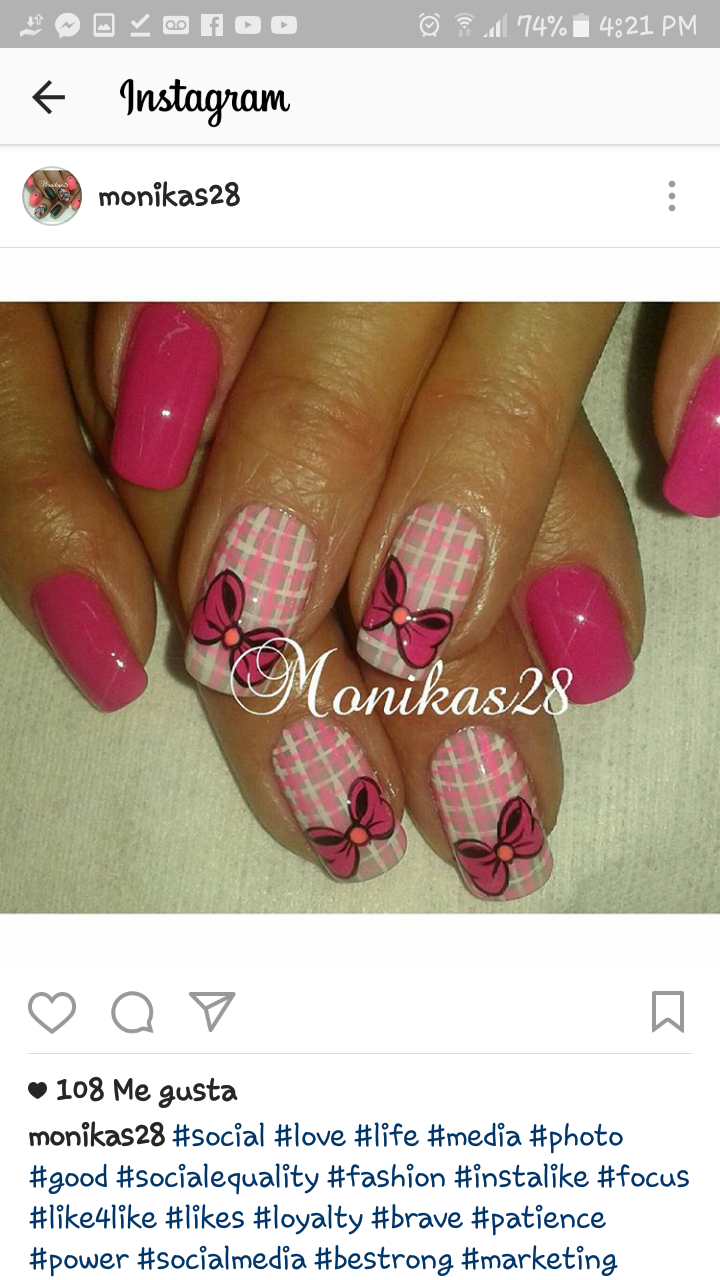 74% 4:21 PM
Instagram
monikas28
Monikas28
108 Me gusta
monikas28 #social #love #life #media #photo
#good #socialequality #fashion #instalike #focus
#like4like #likes #loyalty #brave #patience
#power #socialmedia #bestrong #marketing